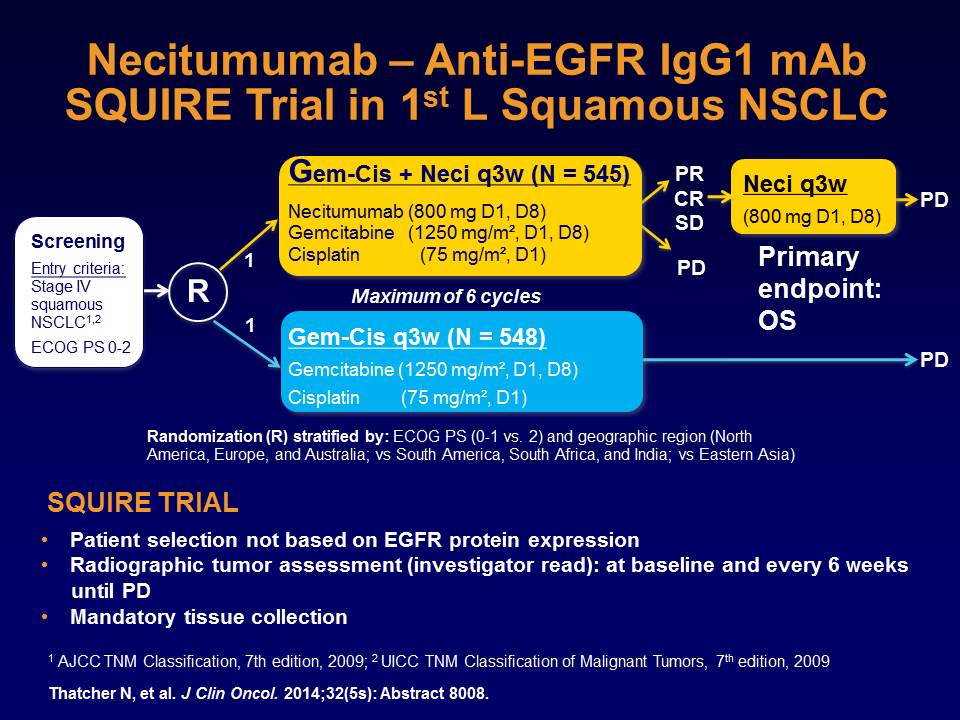 Necitumumab – Anti-EGFR IgG1 mAb
SQUIRE Trial in 1st L Squamous NSCLC
Screening
Entry criteria:
Stage IV
squamous
NSCLC1,2
ECOG PS 0-2
R
1
1
Gem-Cis + Neci q3w (N = 545)
Necitumumab (800 mg D1, D8)
Gemcitabine (1250 mg/m², D1, D8)
Cisplatin (75 mg/m², D1)
Maximum of 6 cycles
Gem-Cis q3w (N = 548)
Gemcitabine (1250 mg/m², D1, D8)
Cisplatin (75 mg/m², D1)
PR
CR
SD
PD
Neci q3w
(800 mg D1, D8)
PD
Primary
endpoint:
OS
PD
Randomization (R) stratified by: ECOG PS (0-1 vs. 2) and geographic region (North
America, Europe, and Australia; vs South America, South Africa, and India; vs Eastern Asia)
SQUIRE TRIAL
• Patient selection not based on EGFR protein expression
• Radiographic tumor assessment (investigator read): at baseline and every 6 weeks
until PD
• Mandatory tissue collection
1 AJCC TNM Classification, 7th edition, 2009; 2 UICC TNM Classification of Malignant Tumors, 7th edition, 2009
Thatcher N, et al. J Clin Oncol. 2014;32(5s): Abstract 8008.